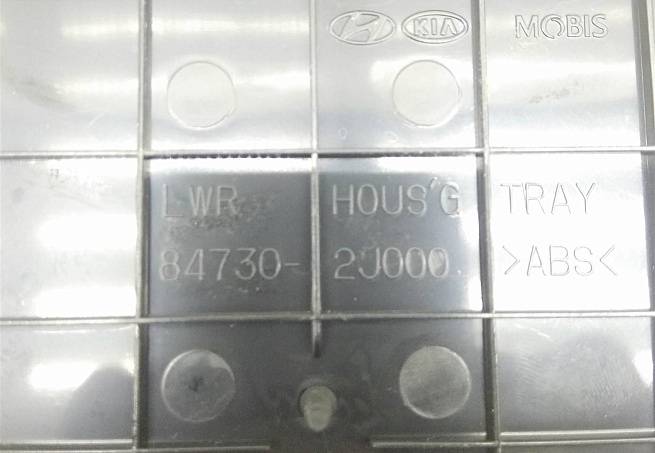 KIA MOBIS
LWR HOUS'G TRAY
84730-2J000 >ABS<